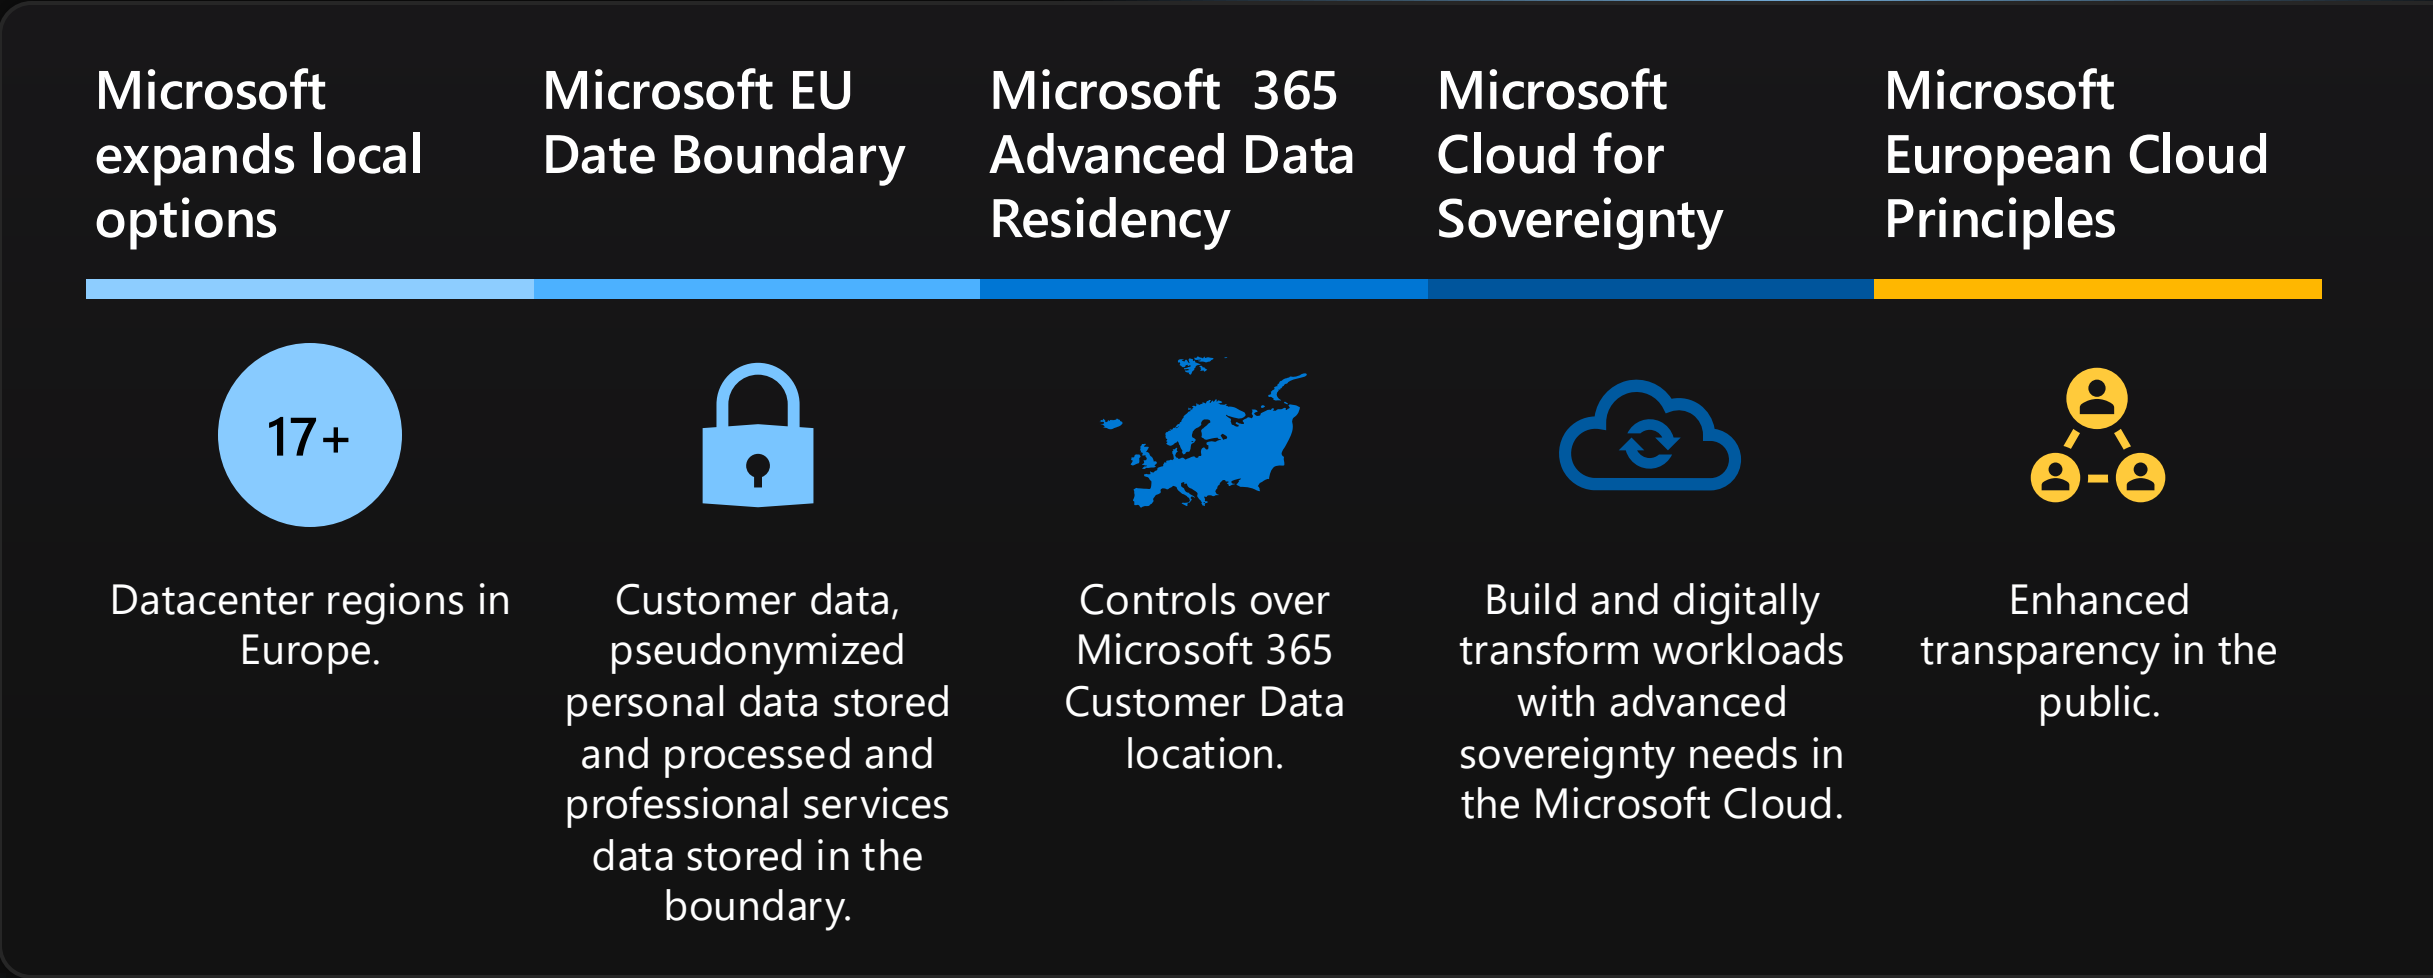 Microsoft
expands local
options
Microsoft EU
Date Boundary
Microsoft  365
Advanced Data
Residency
Microsoft
Cloud for
Sovereignty
Microsoft
European Cloud
Principles
17+
Datacenter regions in
Europe.
Customer data,
pseudonymized
personal data stored
and processed and
professional services
data stored in the
boundary.
Controls over
Microsoft 365
Customer Data
location.
Build and digitally
transform workloads
with advanced
sovereignty needs in
the Microsoft Cloud.
Enhanced
transparency in the
public.